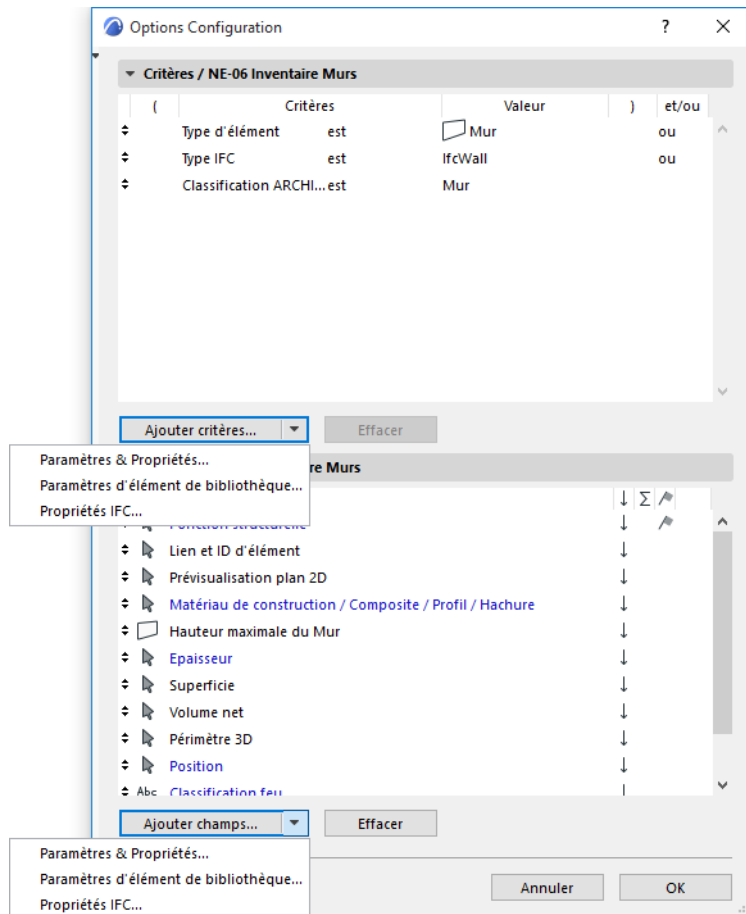 Options Configuration ? ×
Critères / NE-06 Inventaire Murs
( Critères Valeur ) et/ou
Type d'élément est Mur ou
Type IFC est IfcWall ou
Classification ARCHI... est Mur
Ajouter critères... Effacer
Paramètres & Propriétés...
Paramètres d'élément de bibliothèque...
Propriétés IFC...
re Murs
↓ Σ
Fonction structurelle ↓
Lien et ID d'élément ↓
Prévisualisation plan 2D ↓
Matériau de construction / Composite / Profil / Hachure ↓
Hauteur maximale du Mur ↓
Epaisseur ↓
Superficie ↓
Volume net ↓
Périmètre 3D ↓
Position ↓
Abc Classification feu
Ajouter champs... Effacer
Paramètres & Propriétés...
Paramètres d'élément de bibliothèque...
Propriétés IFC...
Annuler OK